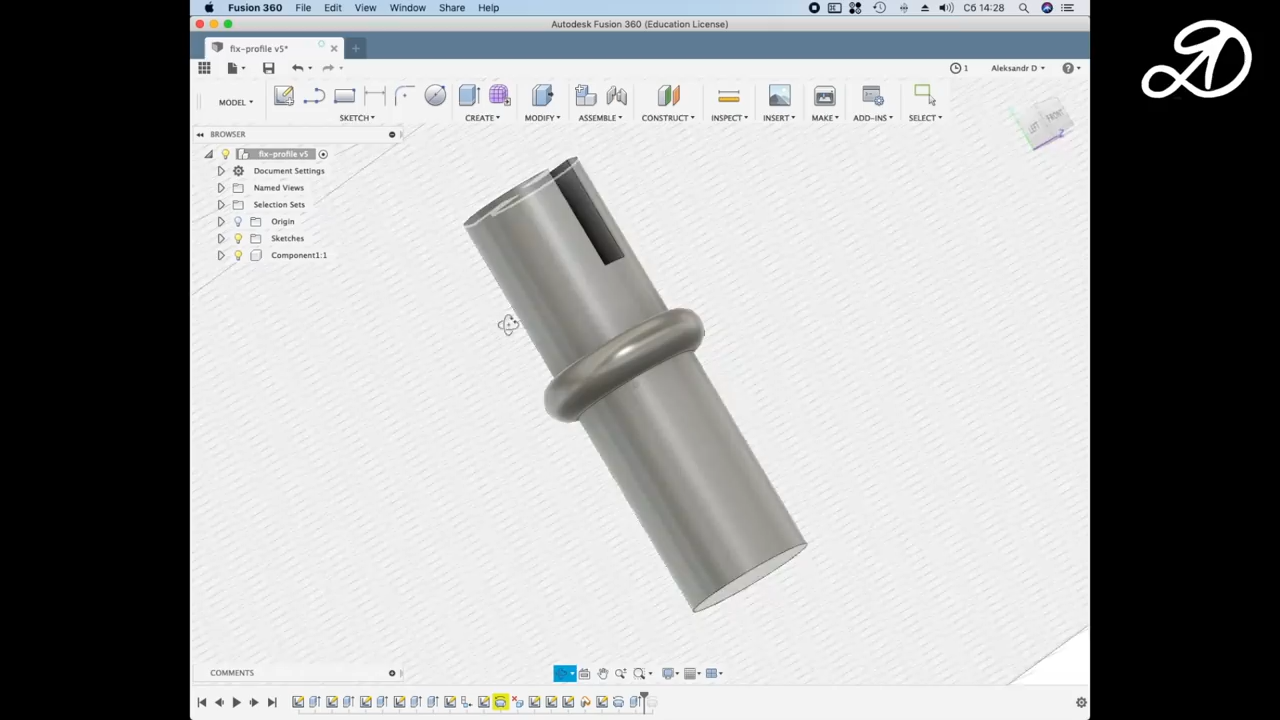 Fusion 360 File Edit View Window Share Help Сб 14:28
Autodesk Fusion 360 (Education License)
fix-profile v5*
1 Aleksandr D
MODEL
SKETCH CREATE MODIFY ASSEMBLE CONSTRUCT INSPECT INSERT MAKE ADD-INS SELECT
LEFT FRONT
Z
BROWSER
fix-profile v5
Document Settings
Named Views
Selection Sets
Origin
Sketches
Component1:1
COMMENTS